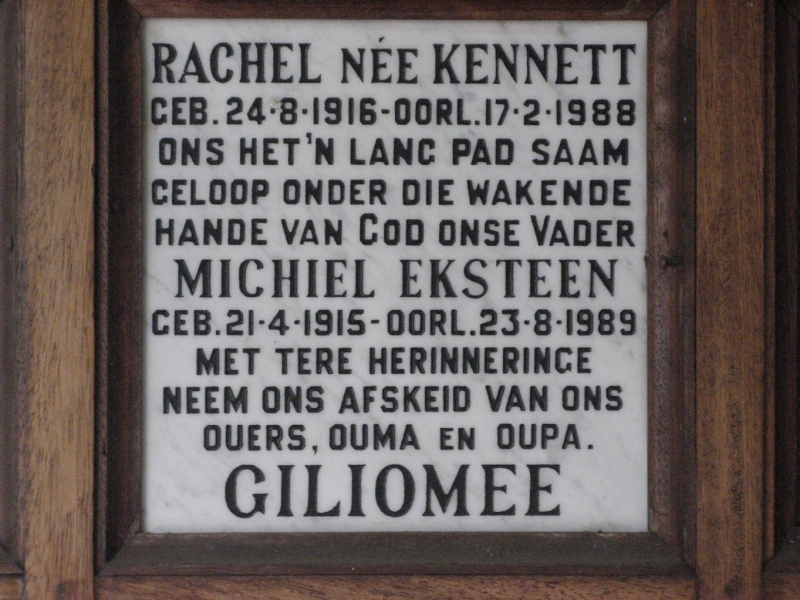 RACHEL NÉE KENNETT
GEB. 24·8·1916-OORL.17·2·1988
ONS HET'N LANG PAD SAAM
GELOOP ONDER DIE WAKENDE
HANDE VAN GOD ONSE VADER
MICHIEL EKSTEEN
GEB.21·4·1915-OORL.23·8·1989
MET TERE HERINNERINGE
NEEM ONS AFSKEID VAN ONS
OUERS, OUMA EN OUPA.
GILIOMEE